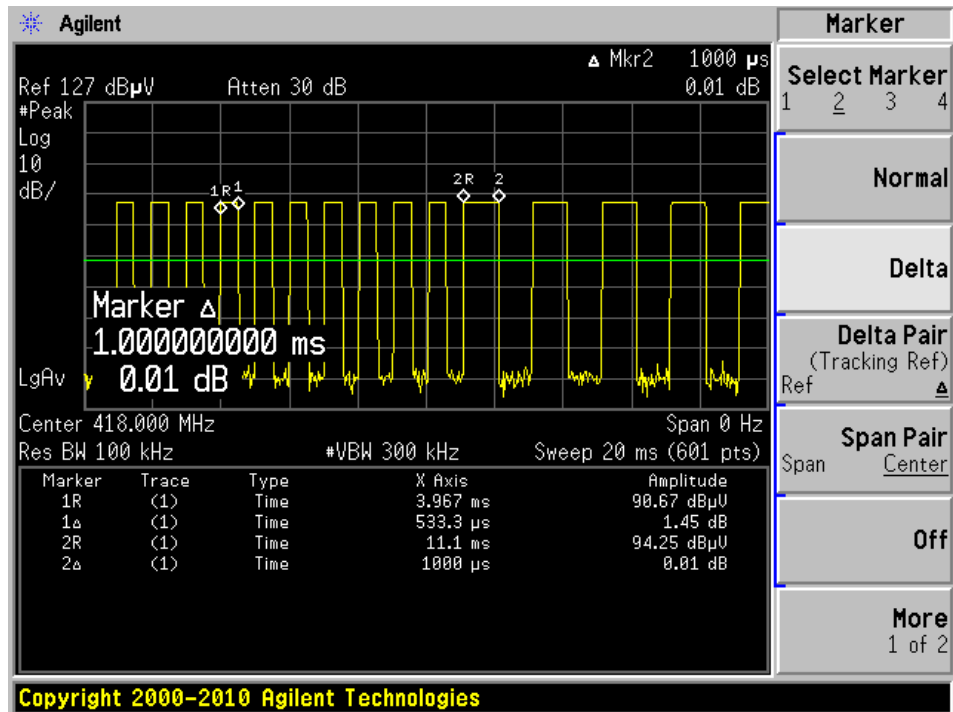 Agilent
Marker
Δ Mkr2 1000 µs
Ref 127 dBµV Atten 30 dB 0.01 dB
#Peak
Log
10
dB/
1R 1
2R 2
Marker Δ
1.000000000 ms
0.01 dB
LgAv
Center 418.000 MHz Span 0 Hz
Res BW 100 kHz #VBW 300 kHz Sweep 20 ms (601 pts)
Marker Trace Type X Axis Amplitude
1R (1) Time 3.967 ms 90.67 dBµV
1Δ (1) Time 533.3 µs 1.45 dB
2R (1) Time 11.1 ms 94.25 dBµV
2Δ (1) Time 1000 µs 0.01 dB
Select Marker
1 2 3 4
Normal
Delta
Delta Pair
(Tracking Ref)
Ref Δ
Span Pair
Span Center
Off
More
1 of 2
Copyright 2000-2010 Agilent Technologies